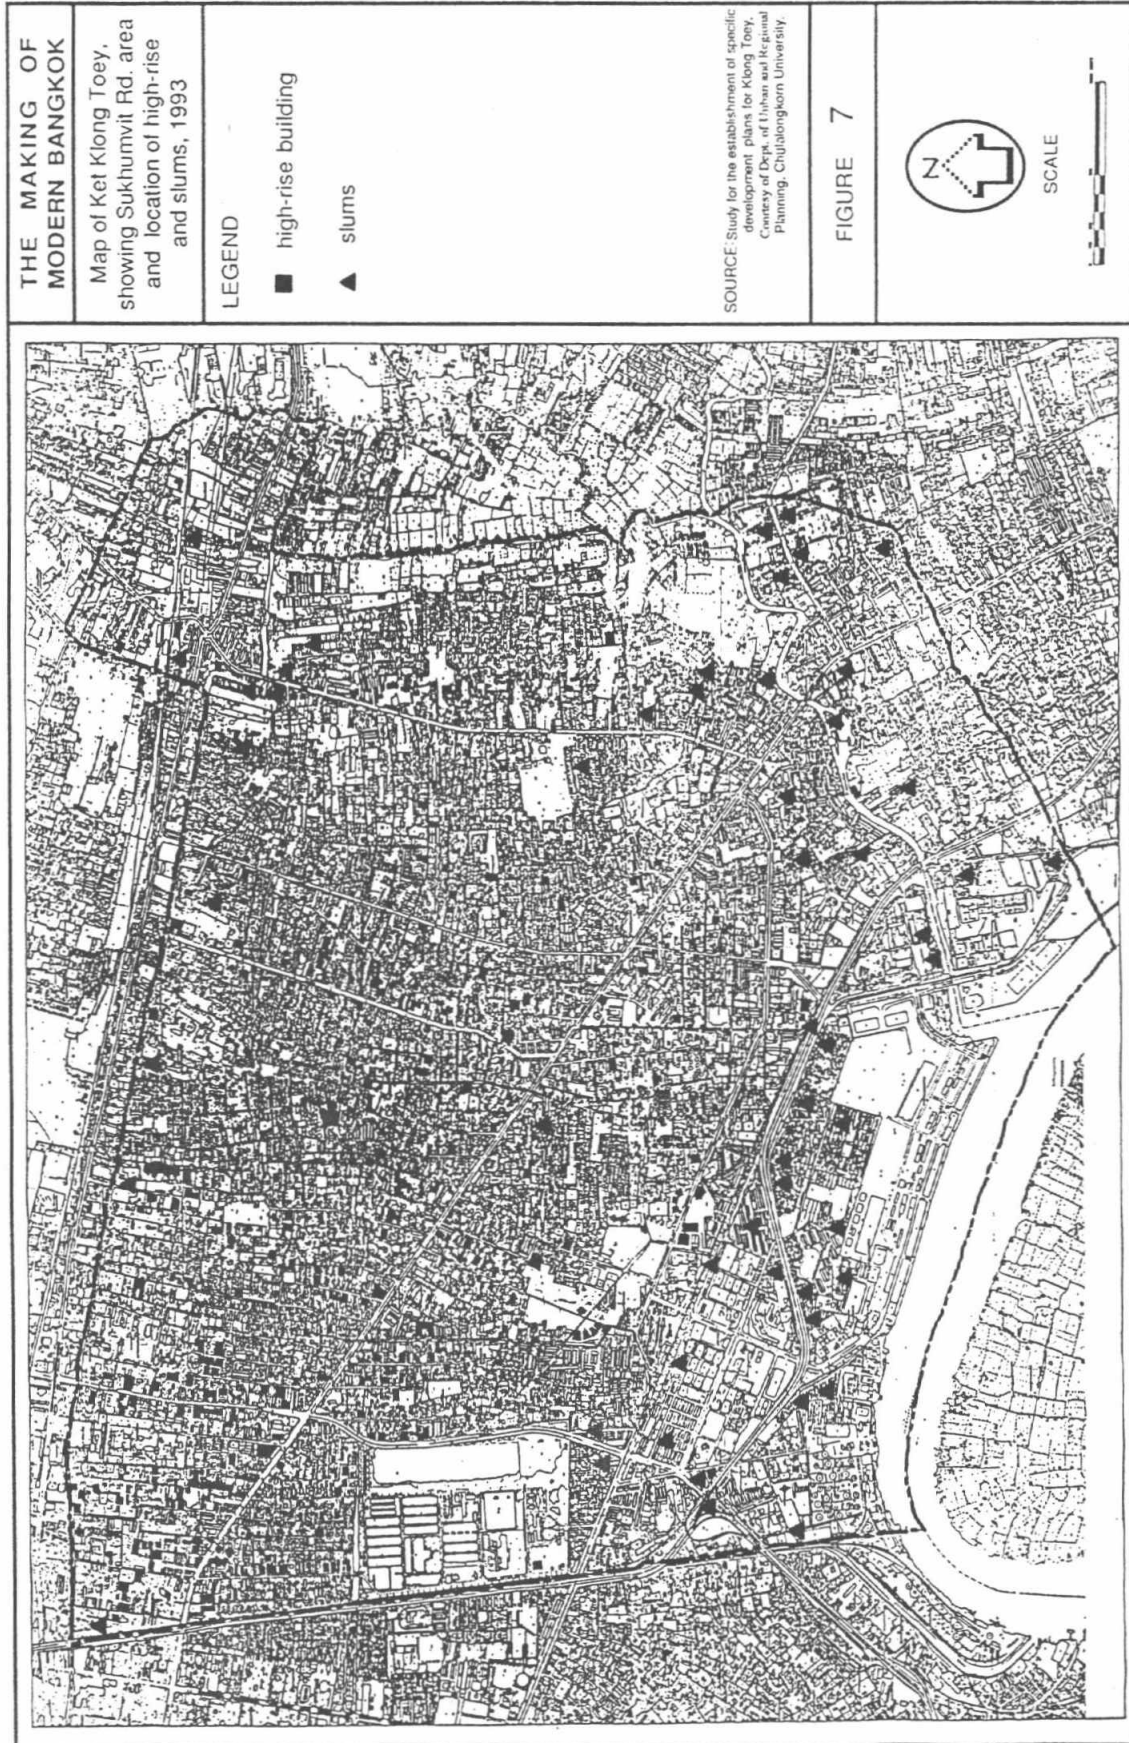 THE MAKING OF
MODERN BANGKOK
Map of Ket Klong Toey,
showing Sukhumvit Rd. area
and location of high-rise
and slums, 1993
LEGEND
high-rise building
slums
SOURCE: Study for the establishment of specific
development plans for Klong Toey,
Courtesy of Dept. of Urban and Regional
Planning, Chulalongkorn University.
FIGURE 7
N
SCALE